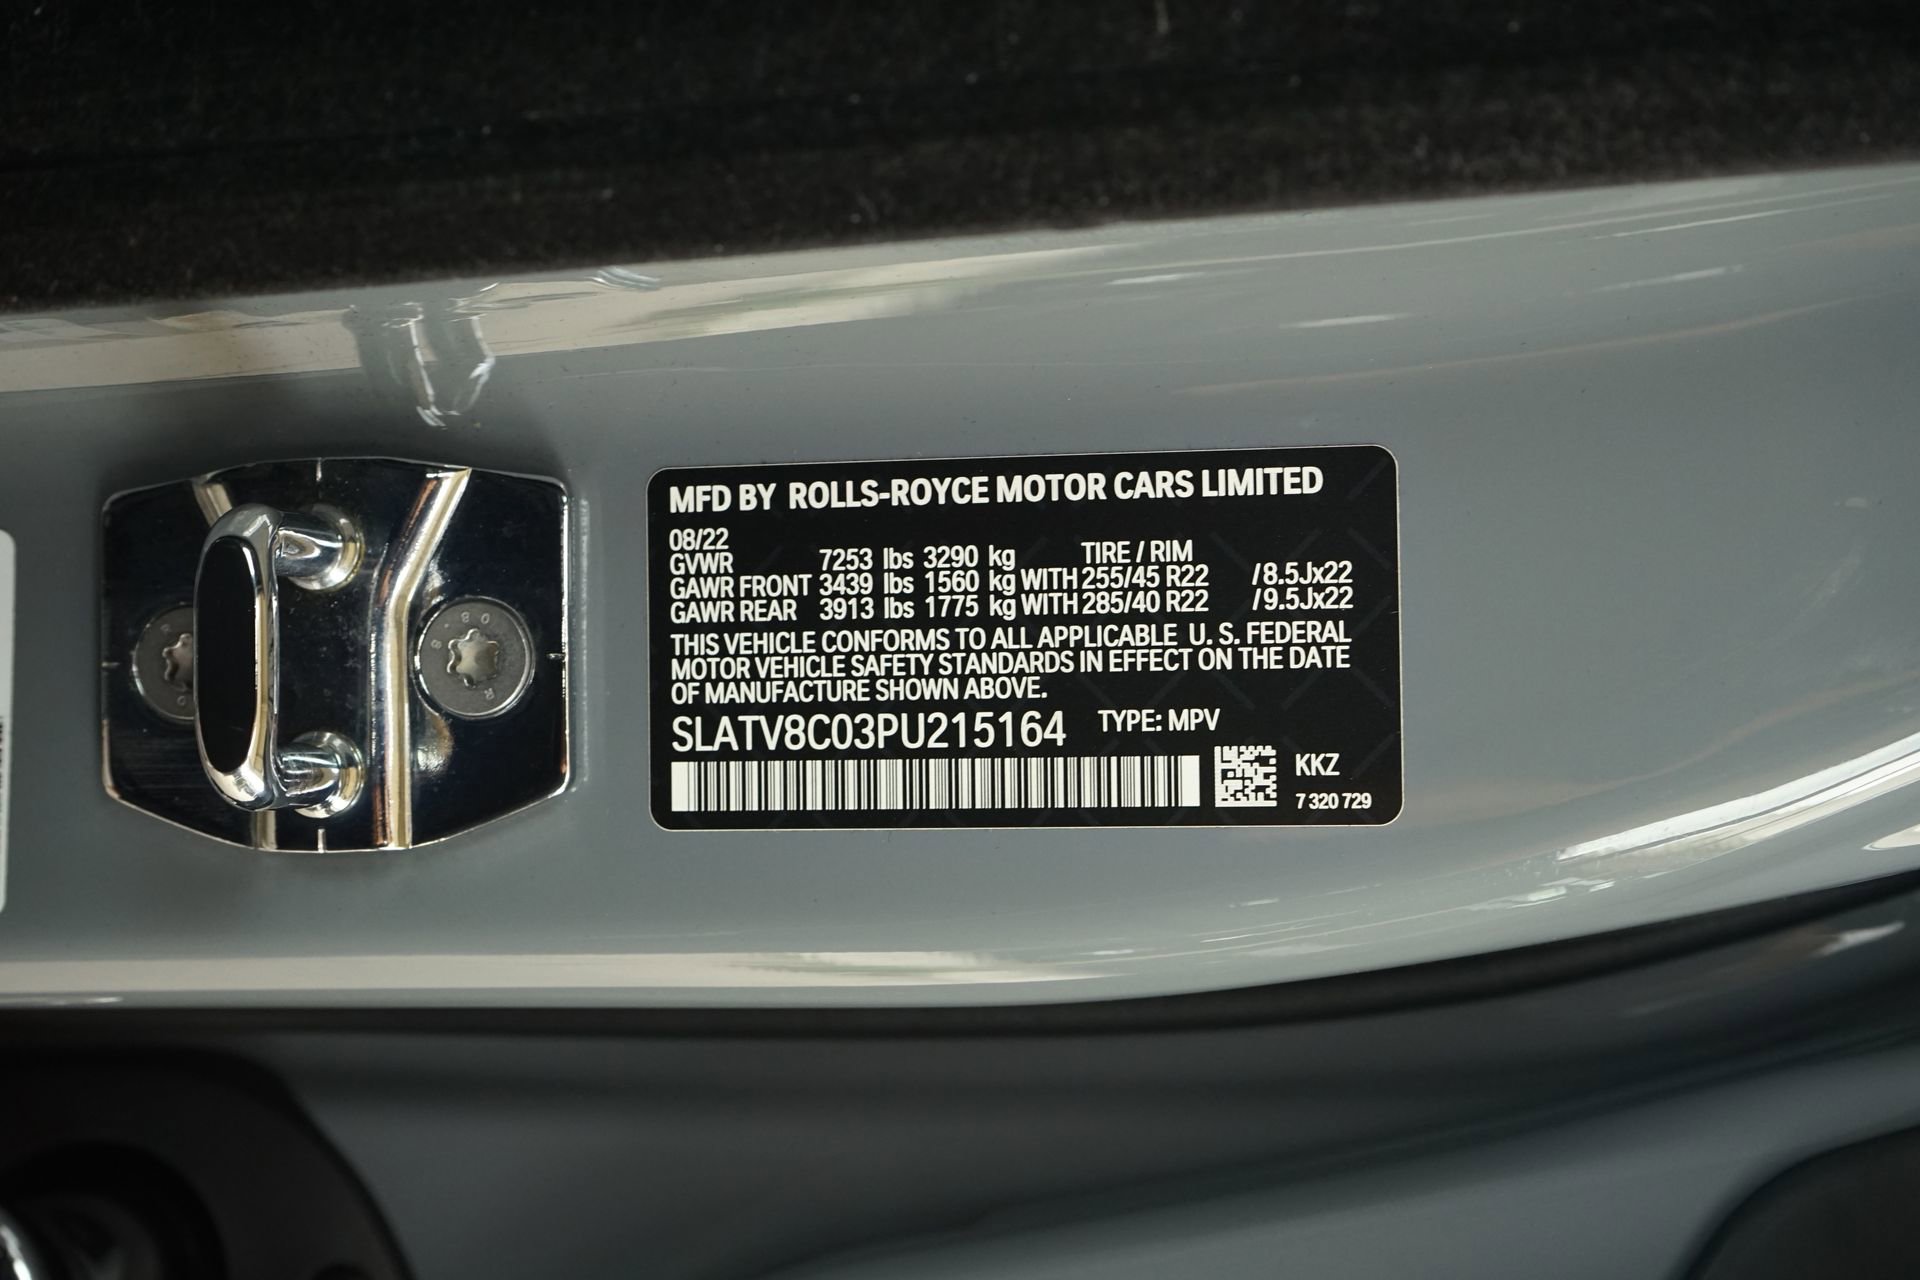 MFD BY ROLLS-ROYCE MOTOR CARS LIMITED
08/22
GVWR 7253 lbs 3290 kg TIRE / RIM
GAWR FRONT 3439 lbs 1560 kg WITH 255/45 R22 / 8.5Jx22
GAWR REAR 3913 lbs 1775 kg WITH 285/40 R22 / 9.5Jx22
THIS VEHICLE CONFORMS TO ALL APPLICABLE U. S. FEDERAL
MOTOR VEHICLE SAFETY STANDARDS IN EFFECT ON THE DATE
OF MANUFACTURE SHOWN ABOVE.
SLATV8C03PU215164 TYPE: MPV
KKZ
7 320 729